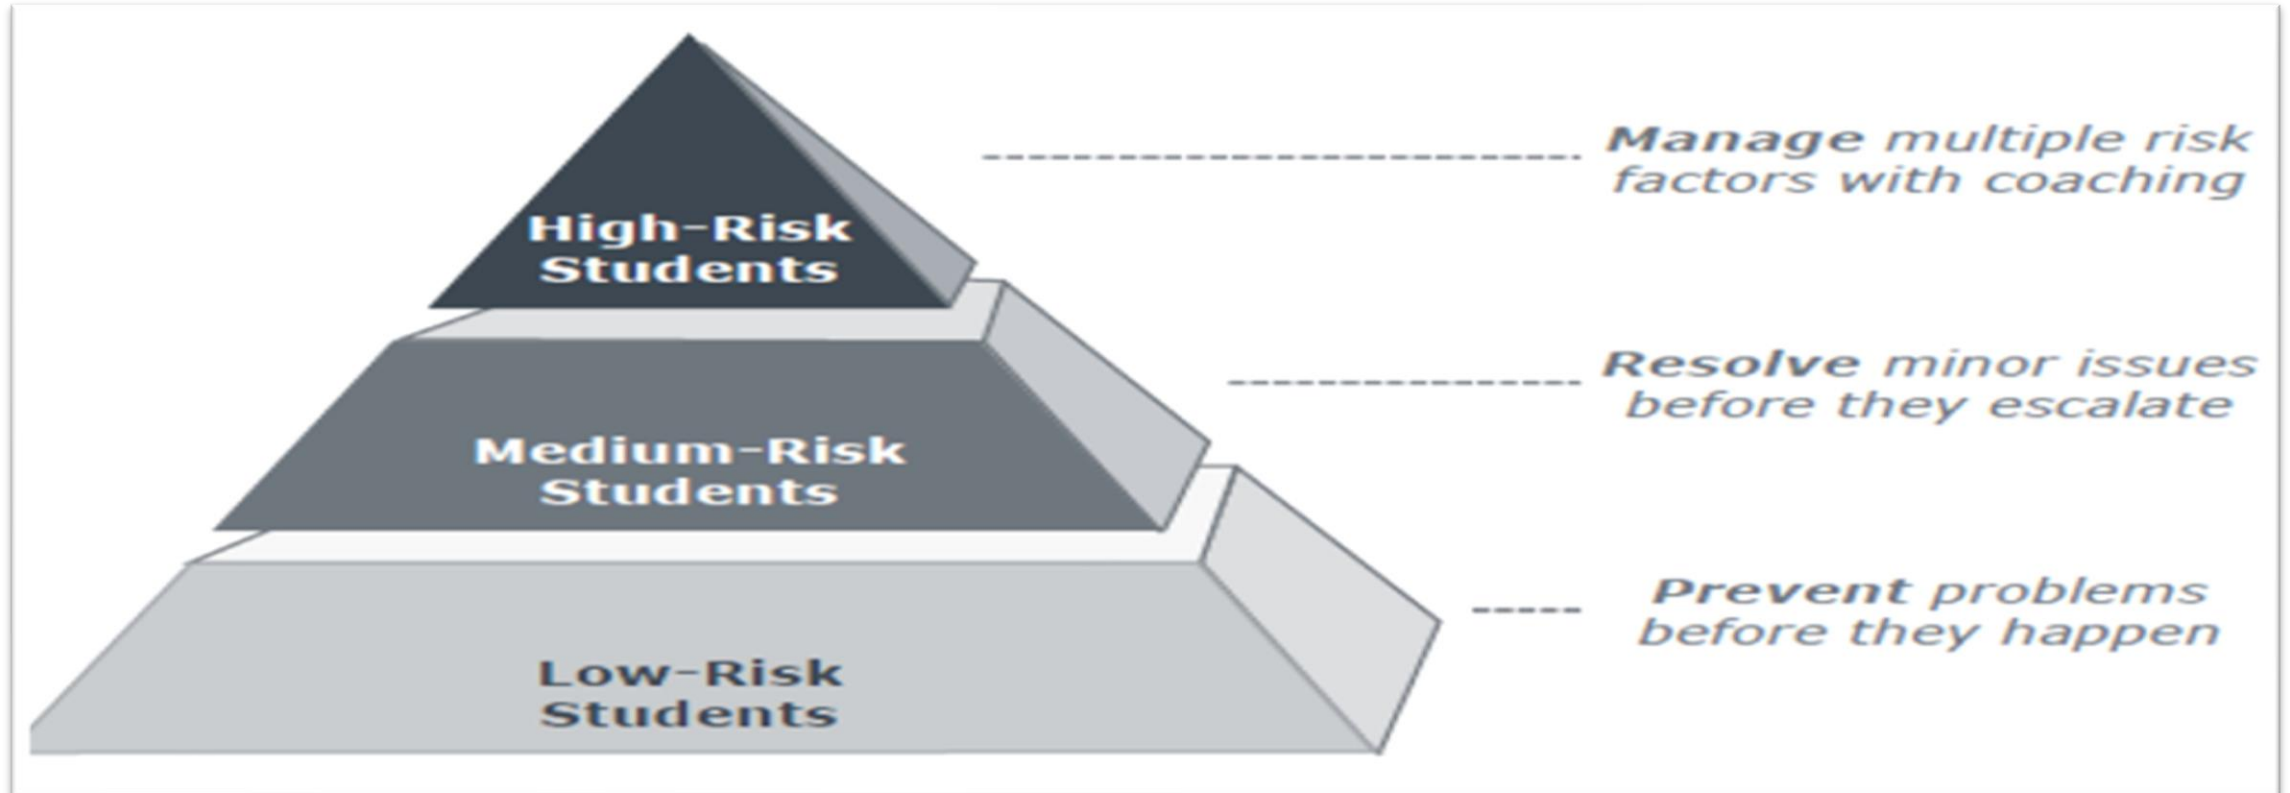 High-Risk
Students
Manage multiple risk
factors with coaching
Medium-Risk
Students
Resolve minor issues
before they escalate
Low-Risk
Students
Prevent problems
before they happen